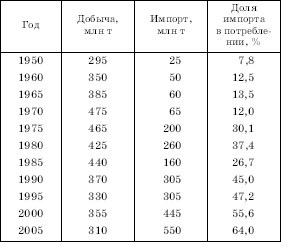 Год
Добыча,
млн т
Импорт,
млн т
Доля
импорта
в потребле-
нии, %
1950 295 25 7,8
1960 350 50 12,5
1965 385 60 13,5
1970 475 65 12,0
1975 465 200 30,1
1980 425 260 37,4
1985 440 160 26,7
1990 370 305 45,0
1995 330 305 47,2
2000 355 445 55,6
2005 310 550 64,0